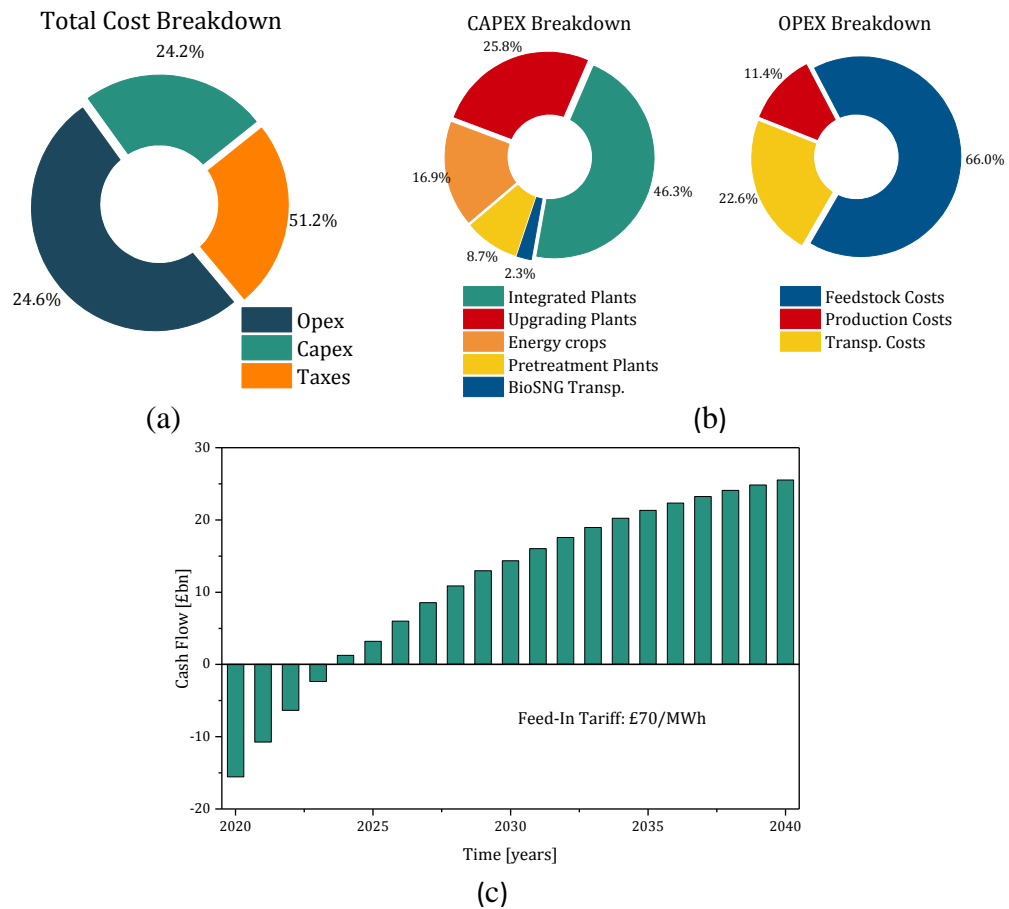 Total Cost Breakdown
24.2%
51.2%
24.6%
Opex
Capex
Taxes
(a)
CAPEX Breakdown
25.8%
46.3%
16.9%
8.7%
2.3%
Integrated Plants
Upgrading Plants
Energy crops
Pretreatment Plants
BioSNG Transp.
OPEX Breakdown
11.4%
66.0%
22.6%
Feedstock Costs
Production Costs
Transp. Costs
(b)
30
20
10
0
-10
-20
Cash Flow [£bn]
Feed-In Tariff: £70/MWh
2020
2025
2030
2035
2040
Time [years]
(c)